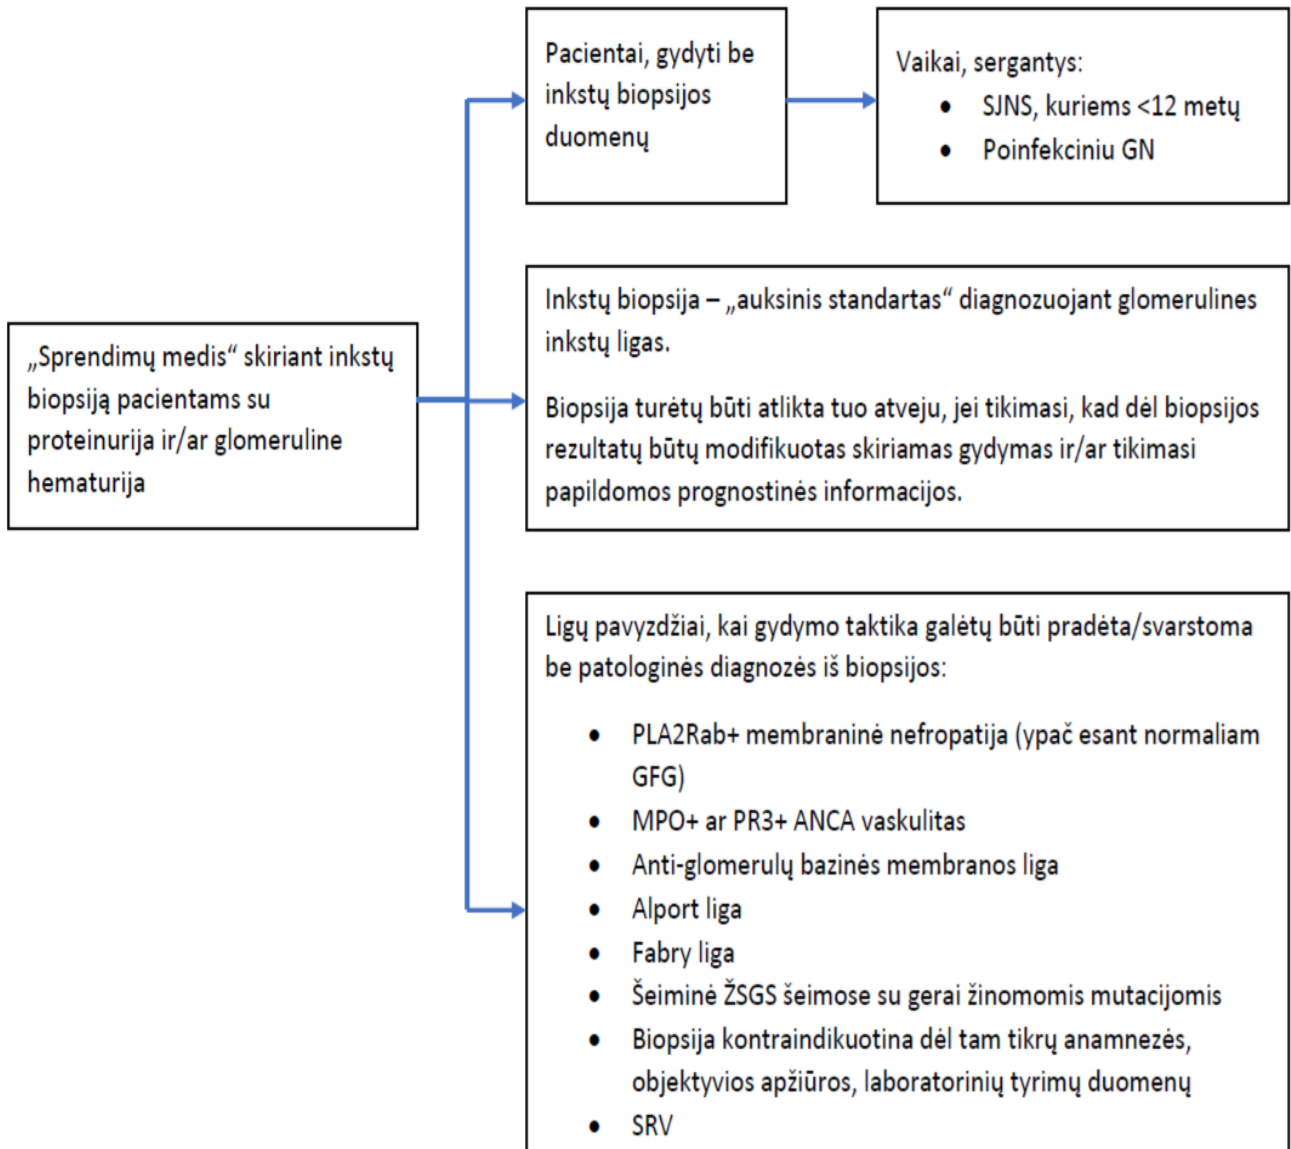 Pacientai, gydyti be
inkstų biopsijos
duomenų
Vaikai, sergantys:
• SJNS, kuriems <12 metų
• Poinfekciniu GN
„Sprendimų medis“ skiriant inkstų
biopsiją pacientams su
proteinurija ir/ar glomeruline
hematurija
Inkstų biopsija – „auksinis standartas“ diagnozuojant glomerulines
inkstų ligas.
Biopsija turėtų būti atlikta tuo atveju, jei tikimasi, kad dėl biopsijos
rezultatų būtų modifikuotas skiriamas gydymas ir/ar tikimasi
papildomos prognostinės informacijos.
Ligų pavyzdžiai, kai gydymo taktika galėtų būti pradėta/svarstoma
be patologinės diagnozės iš biopsijos:
• PLA2Rab+ membraninė nefropatija (ypač esant normaliam
GFG)
• MPO+ ar PR3+ ANCA vaskulitas
• Anti-glomerulų bazinės membranos liga
• Alport liga
• Fabry liga
• Šeiminė ŽSGS šeimose su gerai žinomomis mutacijomis
• Biopsija kontraindikuotina dėl tam tikrų anamnezės,
objektyvios apžiūros, laboratorinių tyrimų duomenų
• SRV